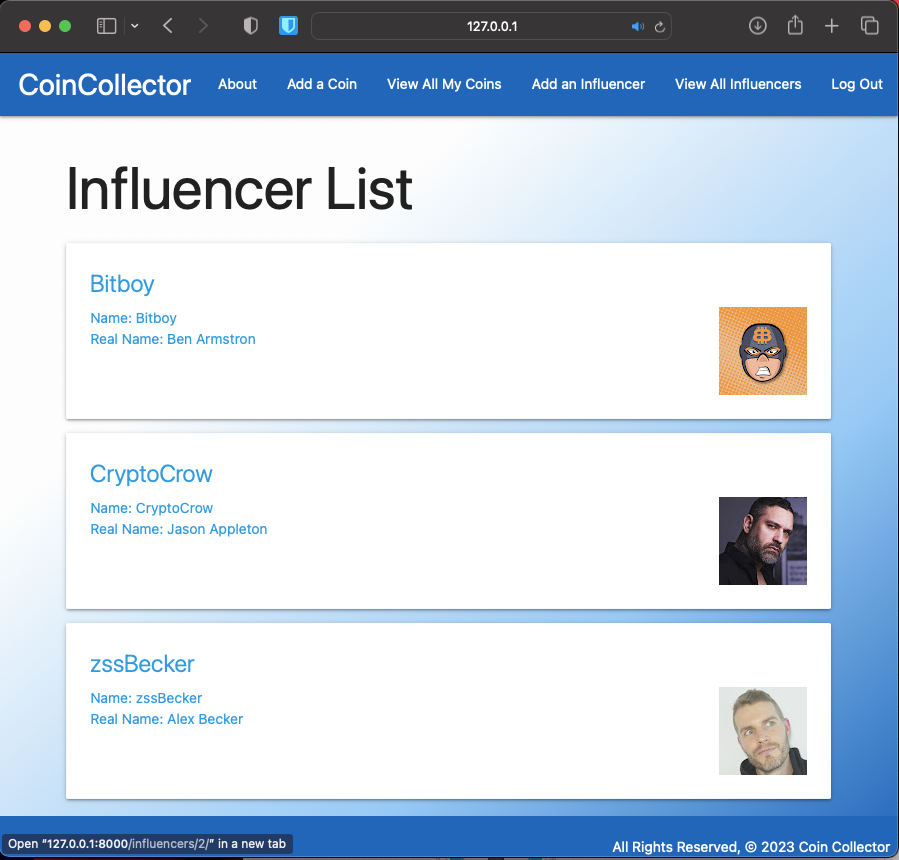 127.0.0.1
CoinCollector About Add a Coin View All My Coins Add an Influencer View All Influencers Log Out
Influencer List
Bitboy
Name: Bitboy
Real Name: Ben Armstron
CryptoCrow
Name: CryptoCrow
Real Name: Jason Appleton
zssBecker
Name: zssBecker
Real Name: Alex Becker
Open "127.0.0.1:8000/influencers/2/" in a new tab
All Rights Reserved, © 2023 Coin Collector